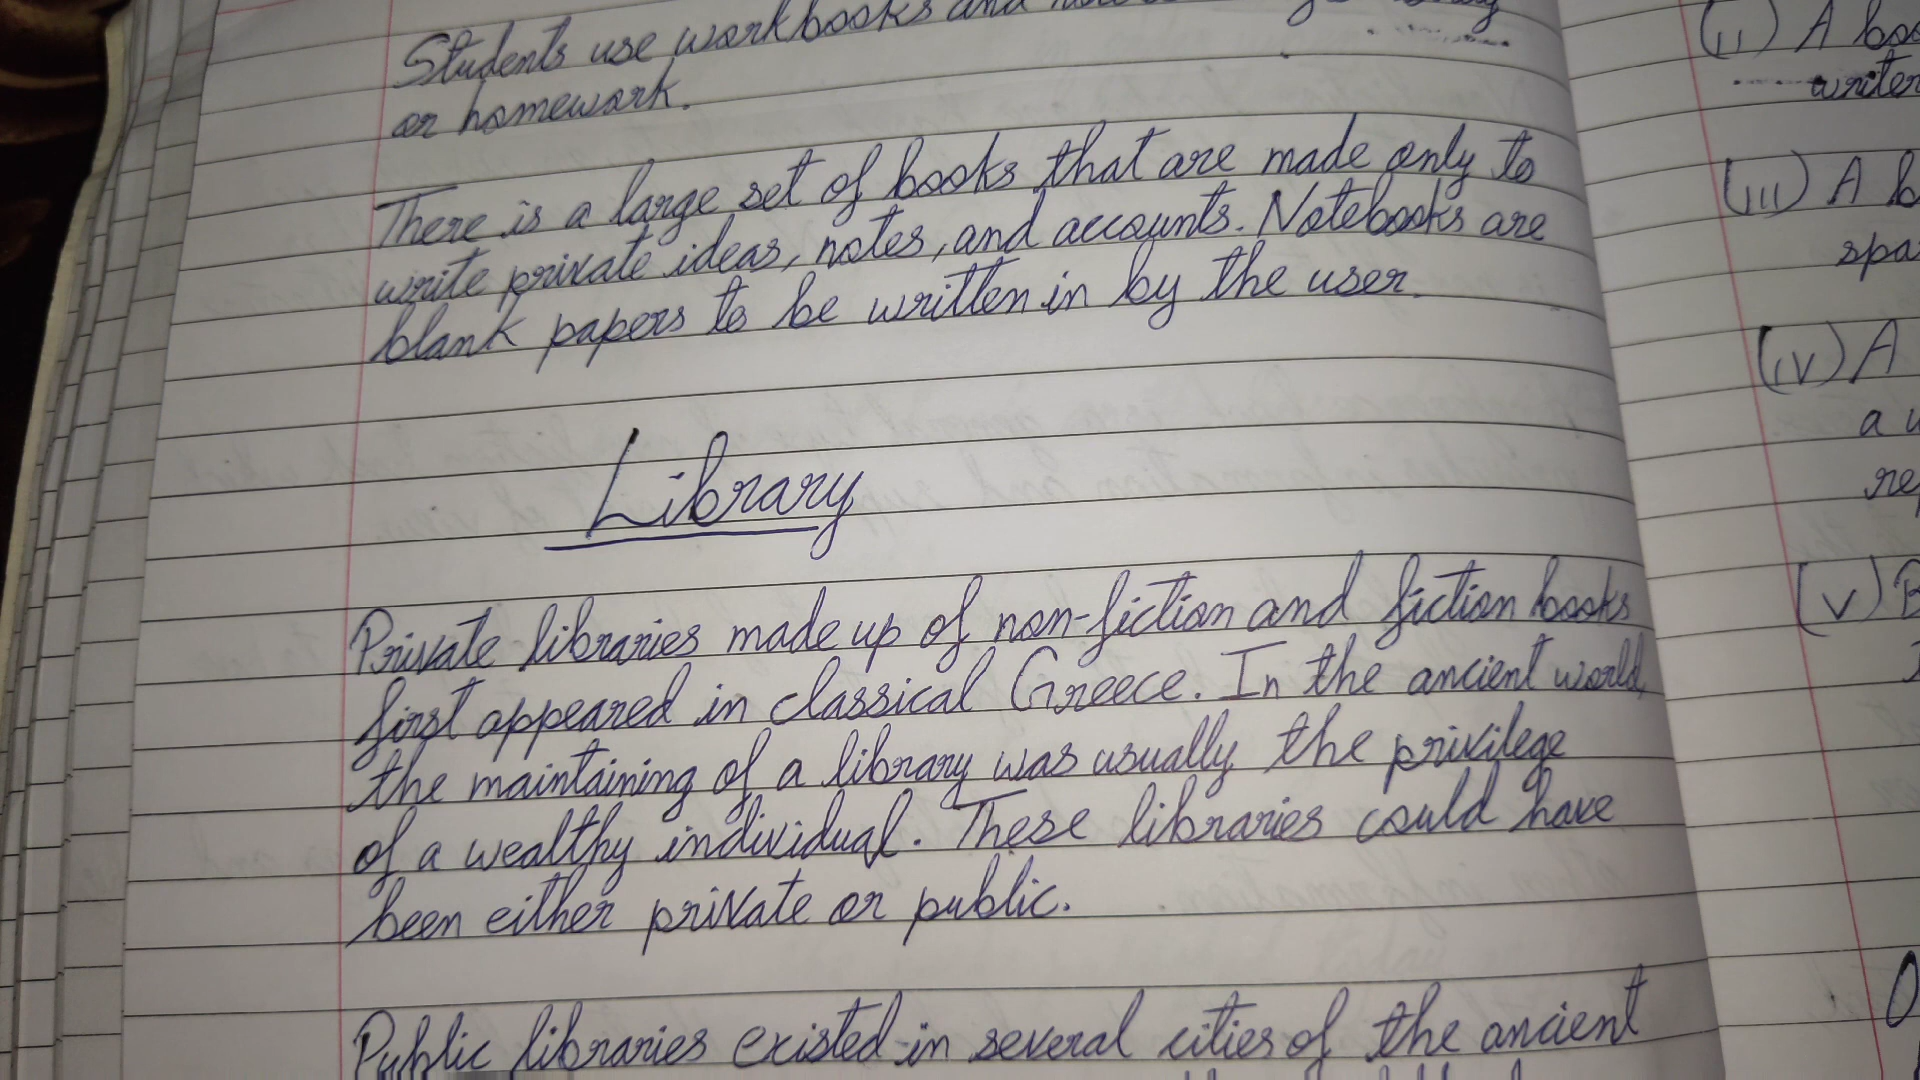 Students use workbooks and
or homework.
There is a large set of books that are made only to
write private ideas, notes, and accounts. Notebooks are
blank papers to be written in by the user.
Library
Private libraries made up of non-fiction and fiction books
first appeared in classical Greece. In the ancient world,
the maintaining of a library was usually the privilege
of a wealthy individual. These libraries could have
been either private or public.
Public libraries existed in several cities of the ancient
(ii) A
writer
(iii) A
(iv) A
a
(v)